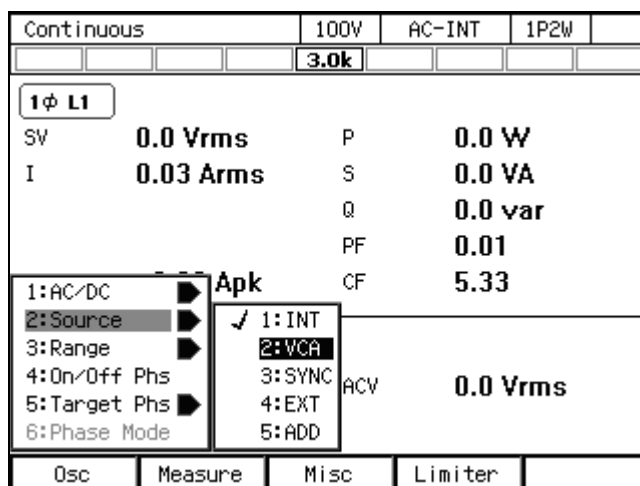 Continuous 100V AC-INT 1P2W
3.0k
1φ L1
SV 0.0 Vrms P 0.0 W
I 0.03 Arms S 0.0 VA
Q 0.0 var
PF 0.01
Apk CF 5.33
1:AC/DC
2:Source
3:Range
4:On/Off Phs
5:Target Phs
6:Phase Mode
✓ 1:INT
2:VCA
3:SYNC
4:EXT
5:ADD
ACV 0.0 Vrms
Osc Measure Misc Limiter